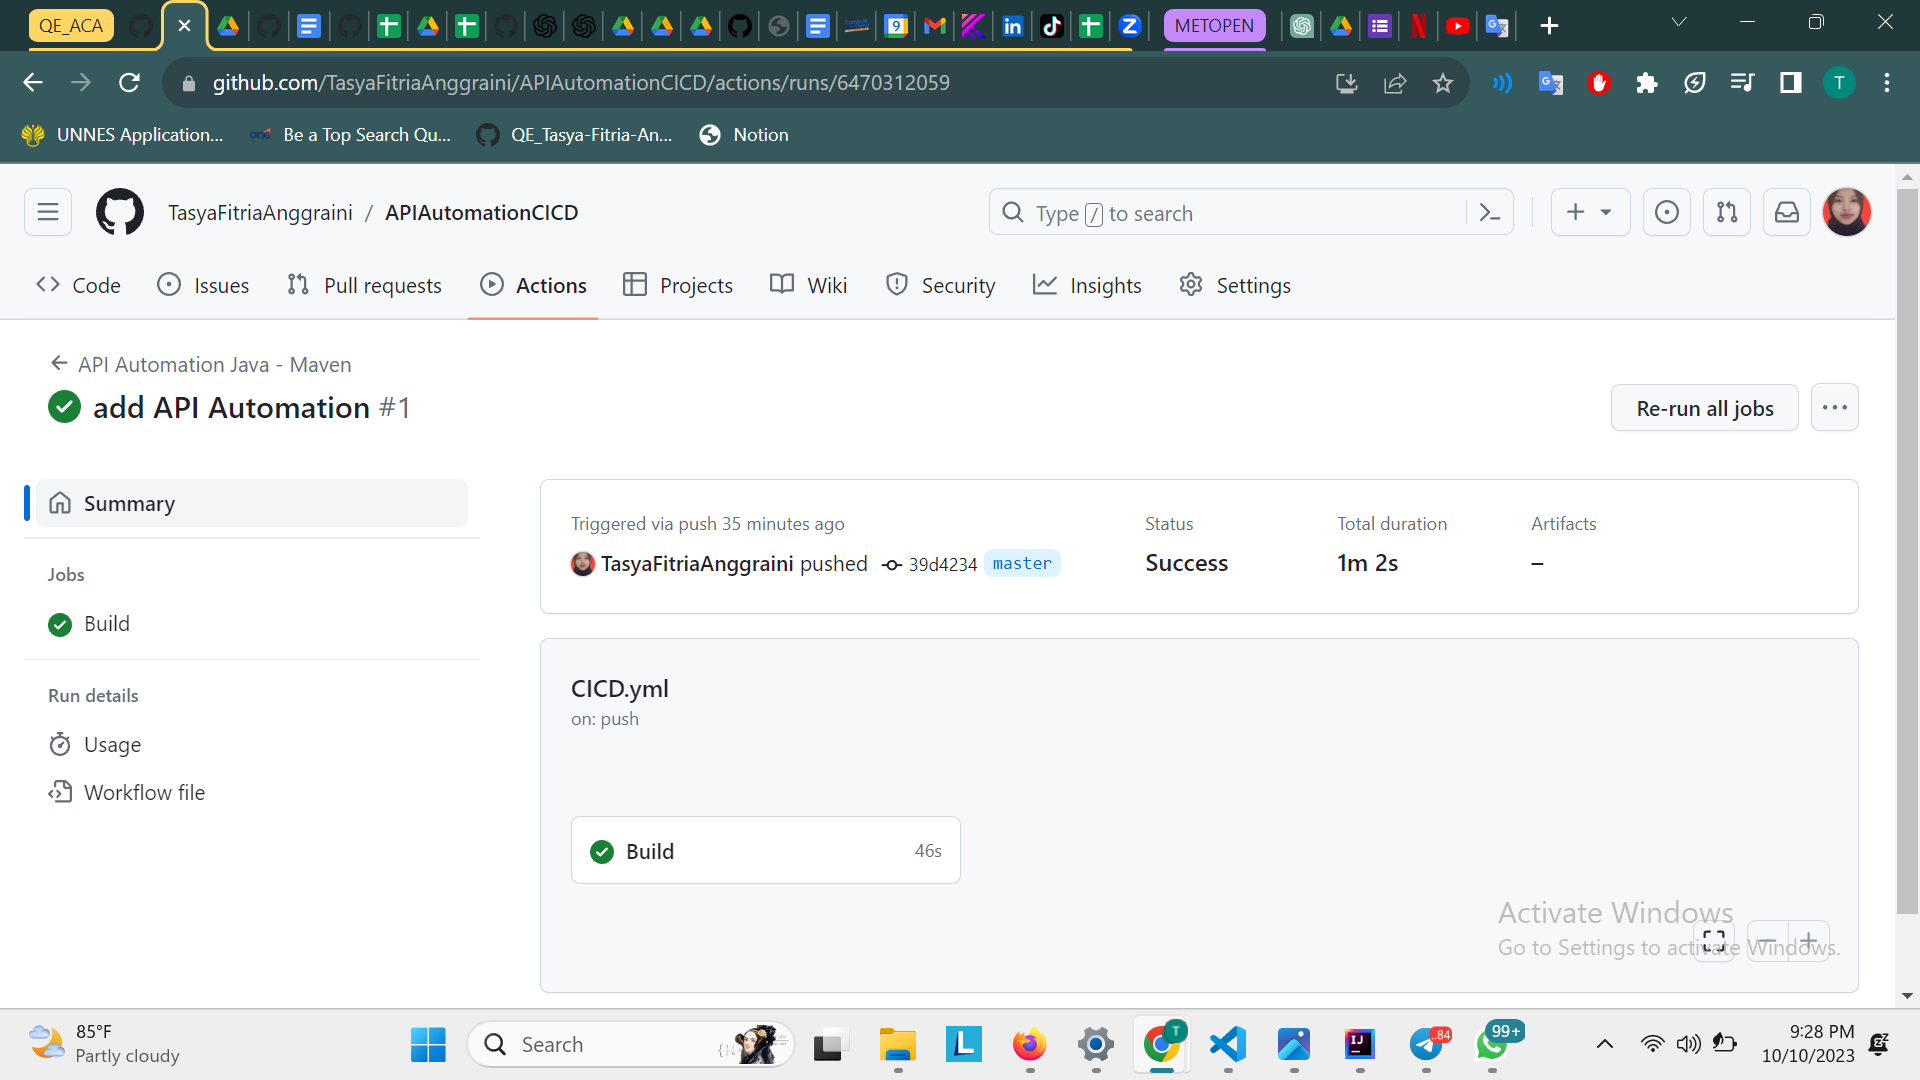 QE_ACA
METOPEN
github.com/TasyaFitriaAnggraini/APIAutomationCICD/actions/runs/6470312059
T
UNNES Application...
one
Be a Top Search Qu...
QE_Tasya-Fitria-An...
Notion
TasyaFitriaAnggraini / APIAutomationCICD
Type / to search
Code
Issues
Pull requests
Actions
Projects
Wiki
Security
Insights
Settings
API Automation Java - Maven
add API Automation #1
Re-run all jobs
Summary
Triggered via push 35 minutes ago
Status
Total duration
Artifacts
TasyaFitriaAnggraini pushed 39d4234 master
Success
1m 2s
–
Jobs
Build
Run details
Usage
Workflow file
CICD.yml
on: push
Build
46s
Activate Windows
Go to Settings to activate Windows.
85°F
Partly cloudy
Search
L
T
IJ
..84
99+
9:28 PM
10/10/2023